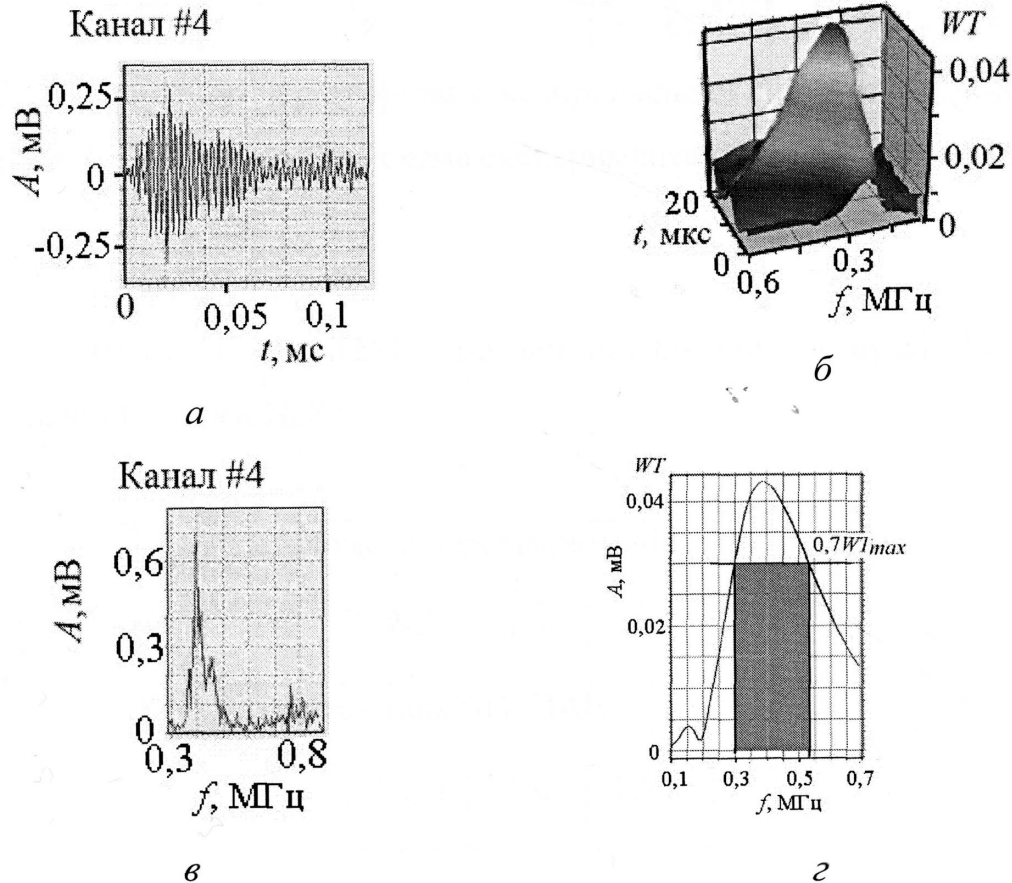 Канал #4
A, мВ
0,25
0
-0,25
0
0,05
0,1
t, мс
а
WT
0,04
0,02
0
20
t, мкс
0
0,6
0,3
f, МГц
б
Канал #4
A, мВ
0,6
0,3
0
0,3
0,8
f, МГц
в
WT
0,04
A, мВ
0,02
0
0,7WTmax
0,1
0,3
0,5
0,7
f, МГц
г